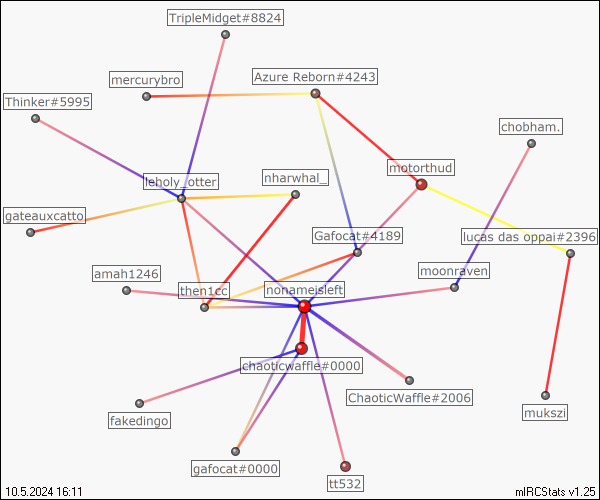 TripleMidget#8824
mercurybro
Azure Reborn#4243
Thinker#5995
chobham.
motorthud
leholy_otter
nharwhal_
gateauxcatto
Gafocat#4189
lucas das oppai#2396
amah1246
moonraven
then1cc
nonameisleft
chaoticwaffle#0000
ChaoticWaffle#2006
fakedingo
mukszi
gafocat#0000
tt532
10.5.2024 16:11
mIRCStats v1.25